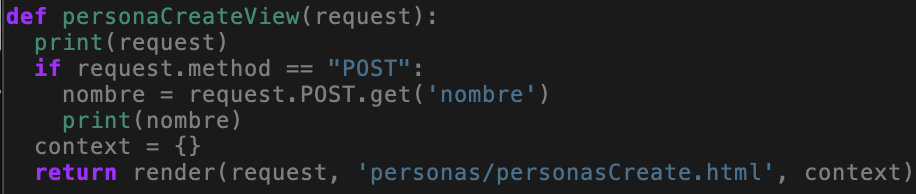 def personaCreateView(request):
  print(request)
  if request.method == "POST":
    nombre = request.POST.get('nombre')
    print(nombre)
  context = {}
  return render(request, 'personas/personasCreate.html', context)